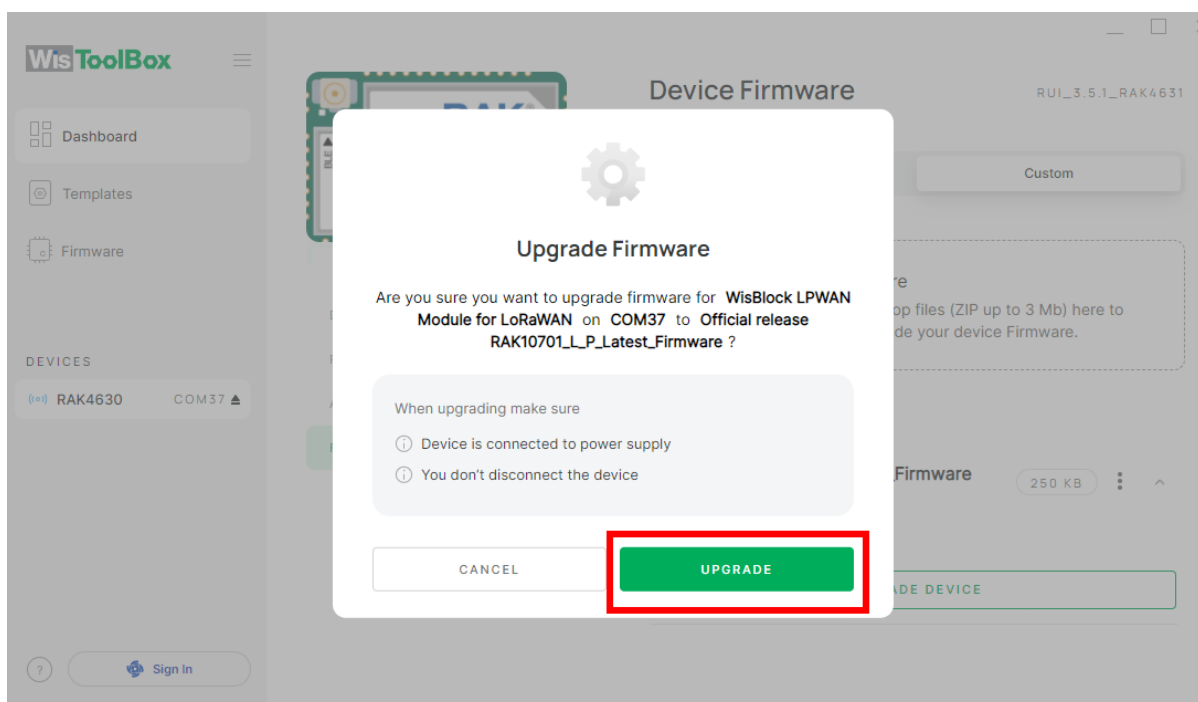 WisToolBox
Dashboard
Templates
Firmware
DEVICES
RAK4630 COM37
?
Sign In
RAK
Device Firmware
RUI_3.5.1_RAK4631
Custom
op files (ZIP up to 3 Mb) here to
de your device Firmware.
Firmware
250 KB
ADE DEVICE
Upgrade Firmware
Are you sure you want to upgrade firmware for WisBlock LPWAN
Module for LoRaWAN on COM37 to Official release
RAK10701_L_P_Latest_Firmware ?
When upgrading make sure
Device is connected to power supply
You don't disconnect the device
CANCEL
UPGRADE